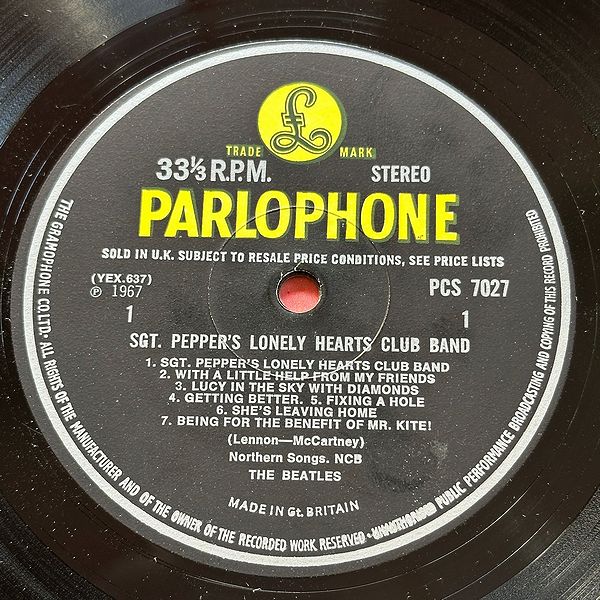 £
TRADE MARK
33⅓ R.P.M. STEREO
PARLOPHONE
SOLD IN U.K. SUBJECT TO RESALE PRICE CONDITIONS, SEE PRICE LISTS
(YEX.637) PCS 7027
℗ 1967
1 1
SGT. PEPPER'S LONELY HEARTS CLUB BAND
1. SGT. PEPPER'S LONELY HEARTS CLUB BAND
2. WITH A LITTLE HELP FROM MY FRIENDS
3. LUCY IN THE SKY WITH DIAMONDS
4. GETTING BETTER. 5. FIXING A HOLE
6. SHE'S LEAVING HOME
7. BEING FOR THE BENEFIT OF MR. KITE!
(Lennon—McCartney)
Northern Songs. NCB
THE BEATLES
MADE IN Gt. BRITAIN
THE GRAMOPHONE CO. LTD. ALL RIGHTS OF THE MANUFACTURER AND OF THE OWNER OF THE RECORDED WORK RESERVED · UNAUTHORISED PUBLIC PERFORMANCE BROADCASTING AND COPYING OF THIS RECORD PROHIBITED